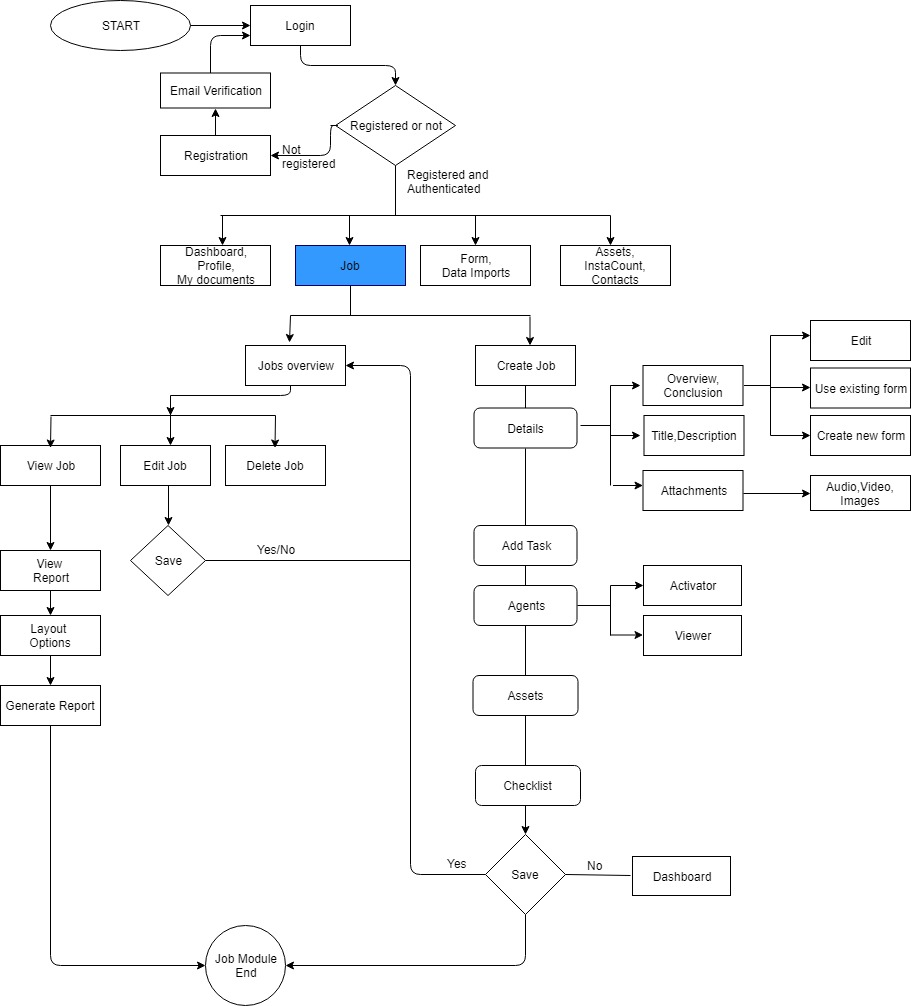 START
Login
Email Verification
Registered or not
Registration
Not
registered
Registered and
Authenticated
Dashboard,
Profile,
My documents
Job
Form,
Data Imports
Assets,
InstaCount,
Contacts
Jobs overview
Create Job
Overview,
Conclusion
Edit
Use existing form
Create new form
Details
Title,Description
Attachments
Audio,Video,
Images
View Job
Edit Job
Delete Job
Save
Yes/No
View
Report
Layout
Options
Generate Report
Add Task
Agents
Activator
Viewer
Assets
Checklist
Save
Yes
No
Dashboard
Job Module
End